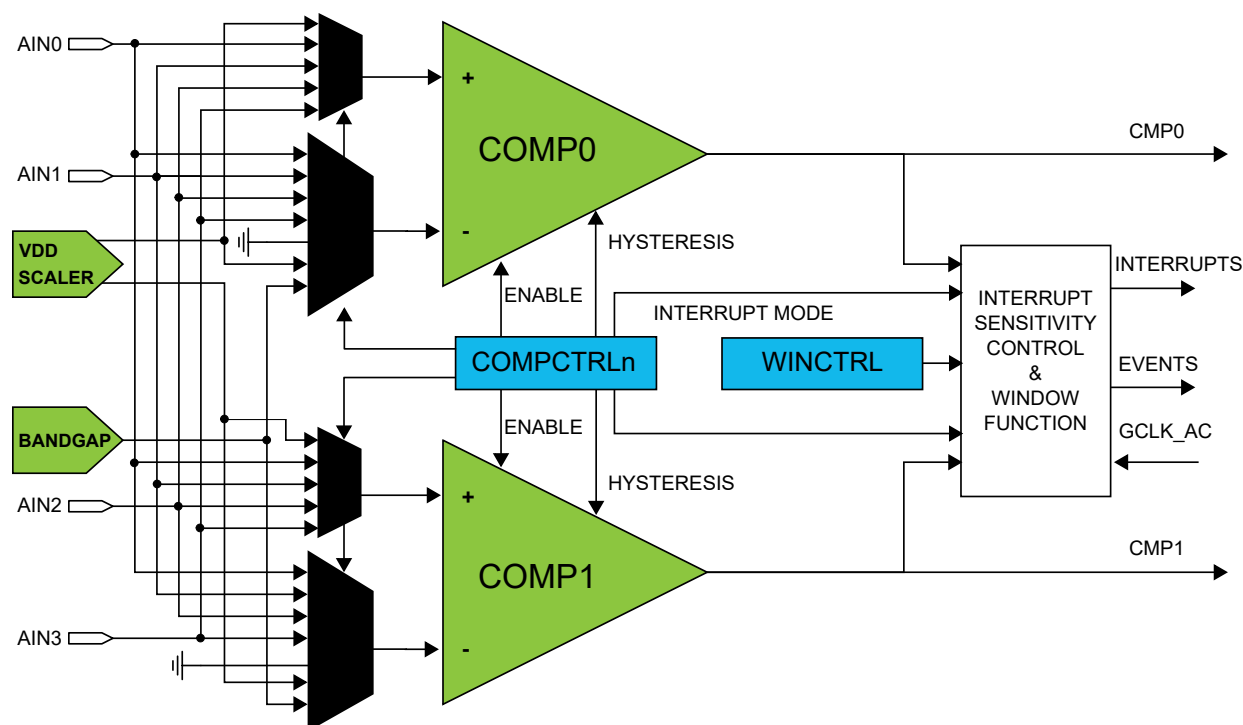 AIN0
+
COMP0
-
CMP0
AIN1
VDD
SCALER
HYSTERESIS
ENABLE
INTERRUPT MODE
COMPCTRLn
WINCTRL
INTERRUPT
SENSITIVITY
CONTROL
&
WINDOW
FUNCTION
INTERRUPTS
EVENTS
GCLK_AC
BANDGAP
ENABLE
HYSTERESIS
AIN2
+
COMP1
-
CMP1
AIN3